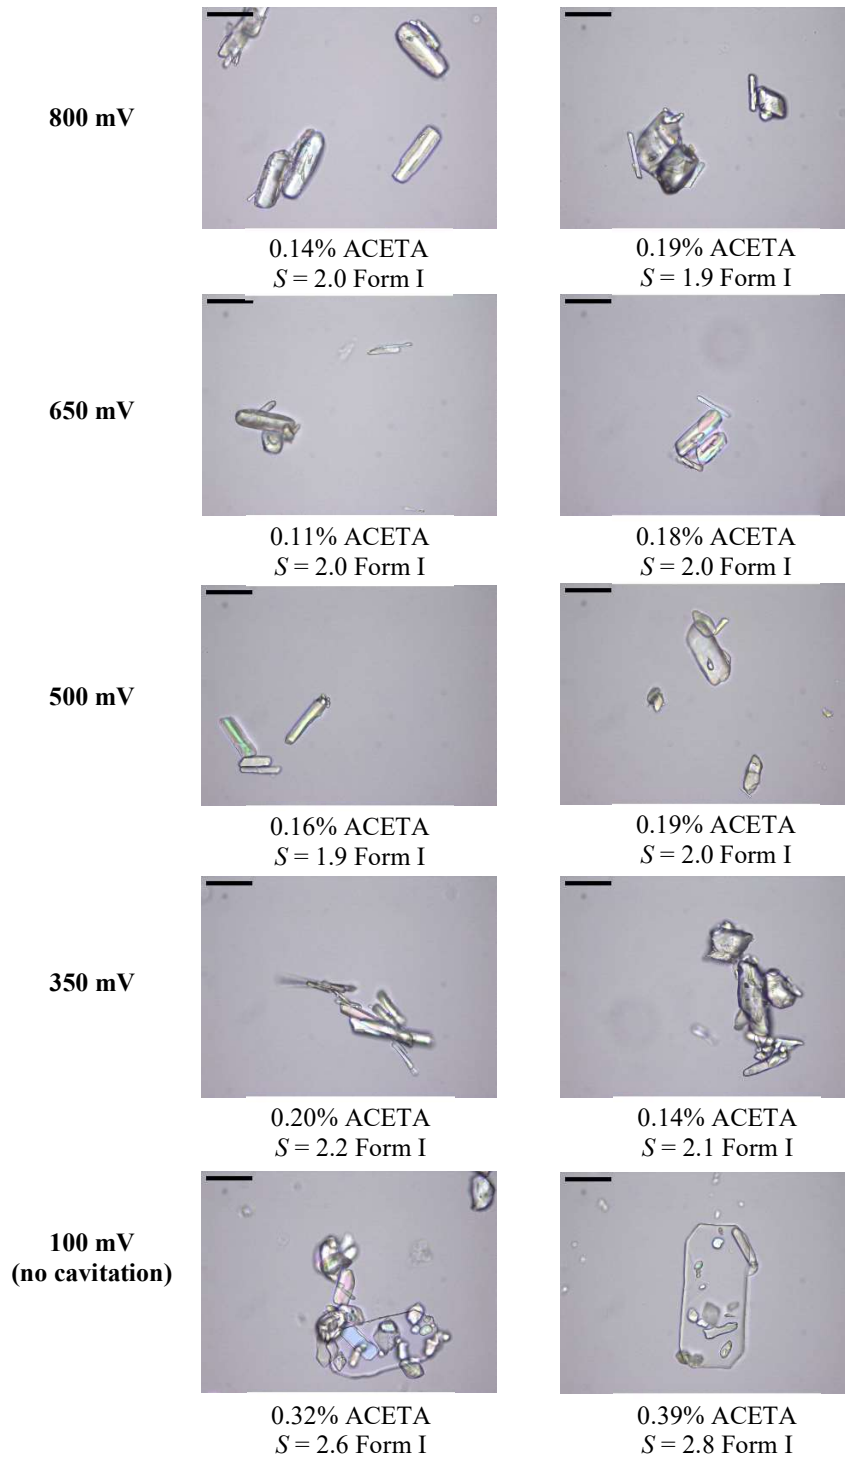 800 mV
0.14% ACETA
S = 2.0 Form I
0.19% ACETA
S = 1.9 Form I
650 mV
0.11% ACETA
S = 2.0 Form I
0.18% ACETA
S = 2.0 Form I
500 mV
0.16% ACETA
S = 1.9 Form I
0.19% ACETA
S = 2.0 Form I
350 mV
0.20% ACETA
S = 2.2 Form I
0.14% ACETA
S = 2.1 Form I
100 mV
(no cavitation)
0.32% ACETA
S = 2.6 Form I
0.39% ACETA
S = 2.8 Form I